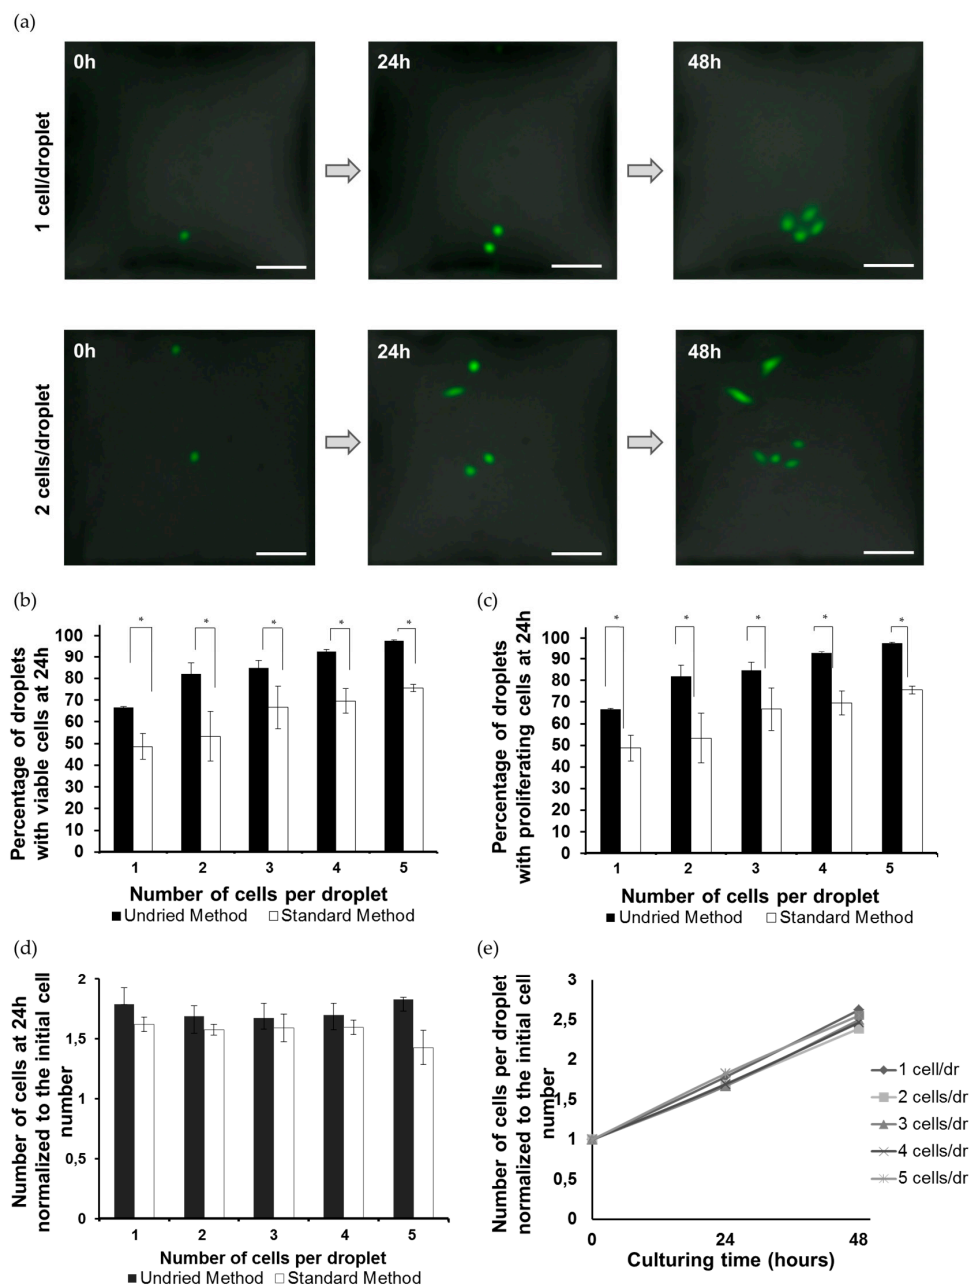 (a)
0h
24h
48h
1 cell/droplet
0h
24h
48h
2 cells/droplet
(b)
Percentage of droplets
with viable cells at 24h
100
90
80
70
60
50
40
30
20
10
0
* * * * *
1 2 3 4 5
Number of cells per droplet
Undried Method Standard Method
(c)
Percentage of droplets
with proliferating cells at 24h
100
90
80
70
60
50
40
30
20
10
0
* * * * *
1 2 3 4 5
Number of cells per droplet
Undried Method Standard Method
(d)
Number of cells at 24h
normalized to the initial cell
number
2
1,5
1
0,5
0
1 2 3 4 5
Number of cells per droplet
Undried Method Standard Method
(e)
Number of cells per droplet
normalized to the initial cell
number
3
2,5
2
1,5
1
0,5
0
0 24 48
Culturing time (hours)
1 cell/dr
2 cells/dr
3 cells/dr
4 cells/dr
5 cells/dr